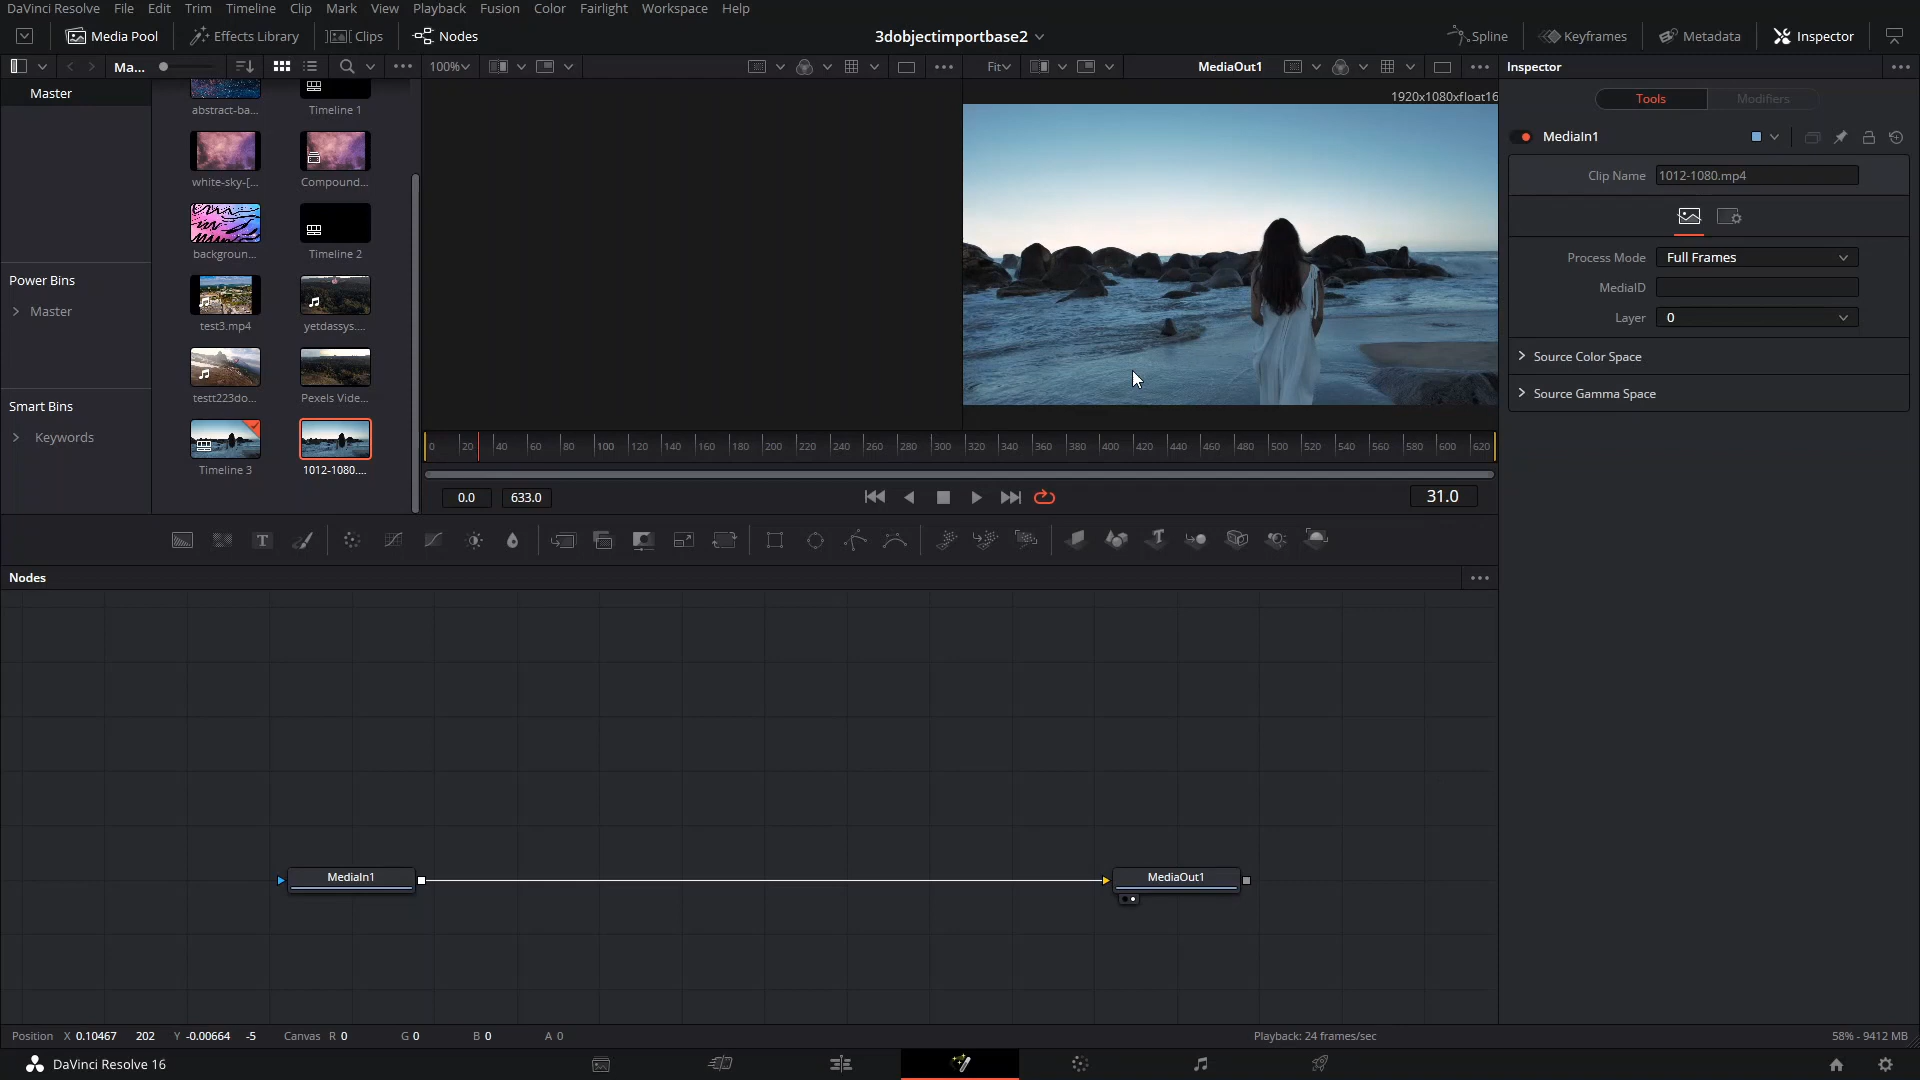 DaVinci Resolve File Edit Trim Timeline Clip Mark View Playback Fusion Color Fairlight Workspace Help
Media Pool Effects Library Clips Nodes 3dobjectimportbase2 Spline Keyframes Metadata Inspector
Ma... 100% Fit MediaOut1 Inspector
Master
Power Bins
Master
Smart Bins
Keywords
abstract-ba... Timeline 1
white-sky-[... Compound...
backgroun... Timeline 2
test3.mp4 yetdassys....
testt223do... Pexels Vide...
Timeline 3 1012-1080....
1920x1080xfloat16
0 20 40 60 80 100 120 140 160 180 200 220 240 260 280 300 320 340 360 380 400 420 440 460 480 500 520 540 560 580 600 620
0.0 633.0 31.0
T
Nodes
MediaIn1 MediaOut1
Tools Modifiers
MediaIn1
Clip Name 1012-1080.mp4
Process Mode Full Frames
MediaID
Layer 0
Source Color Space
Source Gamma Space
Position X 0.10467 202 Y -0.00664 -5 Canvas R 0 G 0 B 0 A 0 Playback: 24 frames/sec 58% - 9412 MB
DaVinci Resolve 16